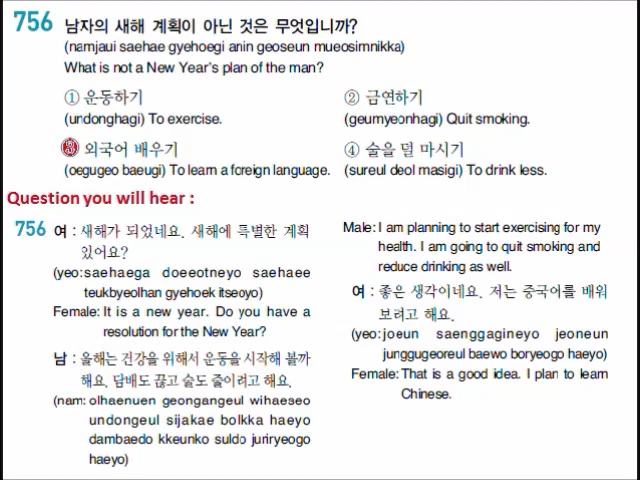 756 남자의 새해 계획이 아닌 것은 무엇입니까?
(namjaui saehae gyehoegi anin geoseun mueosimnikka)
What is not a New Year's plan of the man?
① 운동하기
(undonghagi) To exercise.
② 금연하기
(geumyeonhagi) Quit smoking.
③ 외국어 배우기
(oegugeo baeugi) To learn a foreign language.
④ 술을 덜 마시기
(sureul deol masigi) To drink less.
Question you will hear :
756 여 : 새해가 되었네요. 새해에 특별한 계획
있어요?
(yeo: saehaega doeeotneyo saehaee
teukbyeolhan gyehoek itseoyo)
Female: It is a new year. Do you have a
resolution for the New Year?
남 : 올해는 건강을 위해서 운동을 시작해 볼까
해요. 담배도 끊고 술도 줄이려고 해요.
(nam: olhaenuen geongangeul wihaeseo
undongeul sijakae bolkka haeyo
dambaedo kkeunko suldo juriryeogo
haeyo)
Male: I am planning to start exercising for my
health. I am going to quit smoking and
reduce drinking as well.
여 : 좋은 생각이네요. 저는 중국어를 배워
보려고 해요.
(yeo: joeun saenggagineyo jeoneun
junggugeoreul baewo boryeogo haeyo)
Female: That is a good idea. I plan to learn
Chinese.